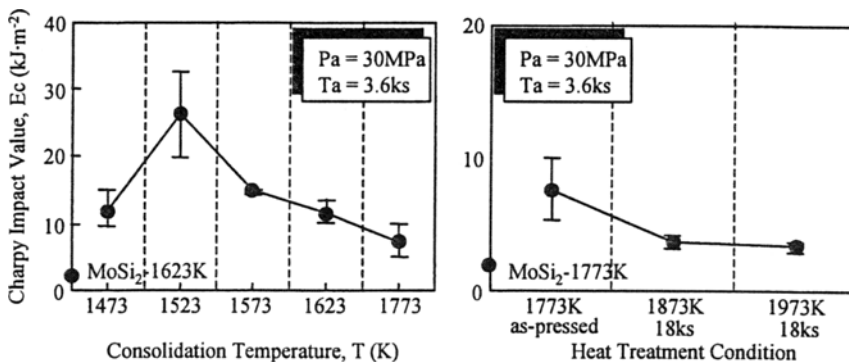 Charpy Impact Value, Ec (kJ·m⁻²)
40
30
20
10
0
Pa = 30MPa
Ta = 3.6ks
MoSi₂-1623K
1473 1523 1573 1623 1773
Consolidation Temperature, T (K)
20
10
0
Pa = 30MPa
Ta = 3.6ks
MoSi₂-1773K
1773K 1873K 1973K
as-pressed 18ks 18ks
Heat Treatment Condition